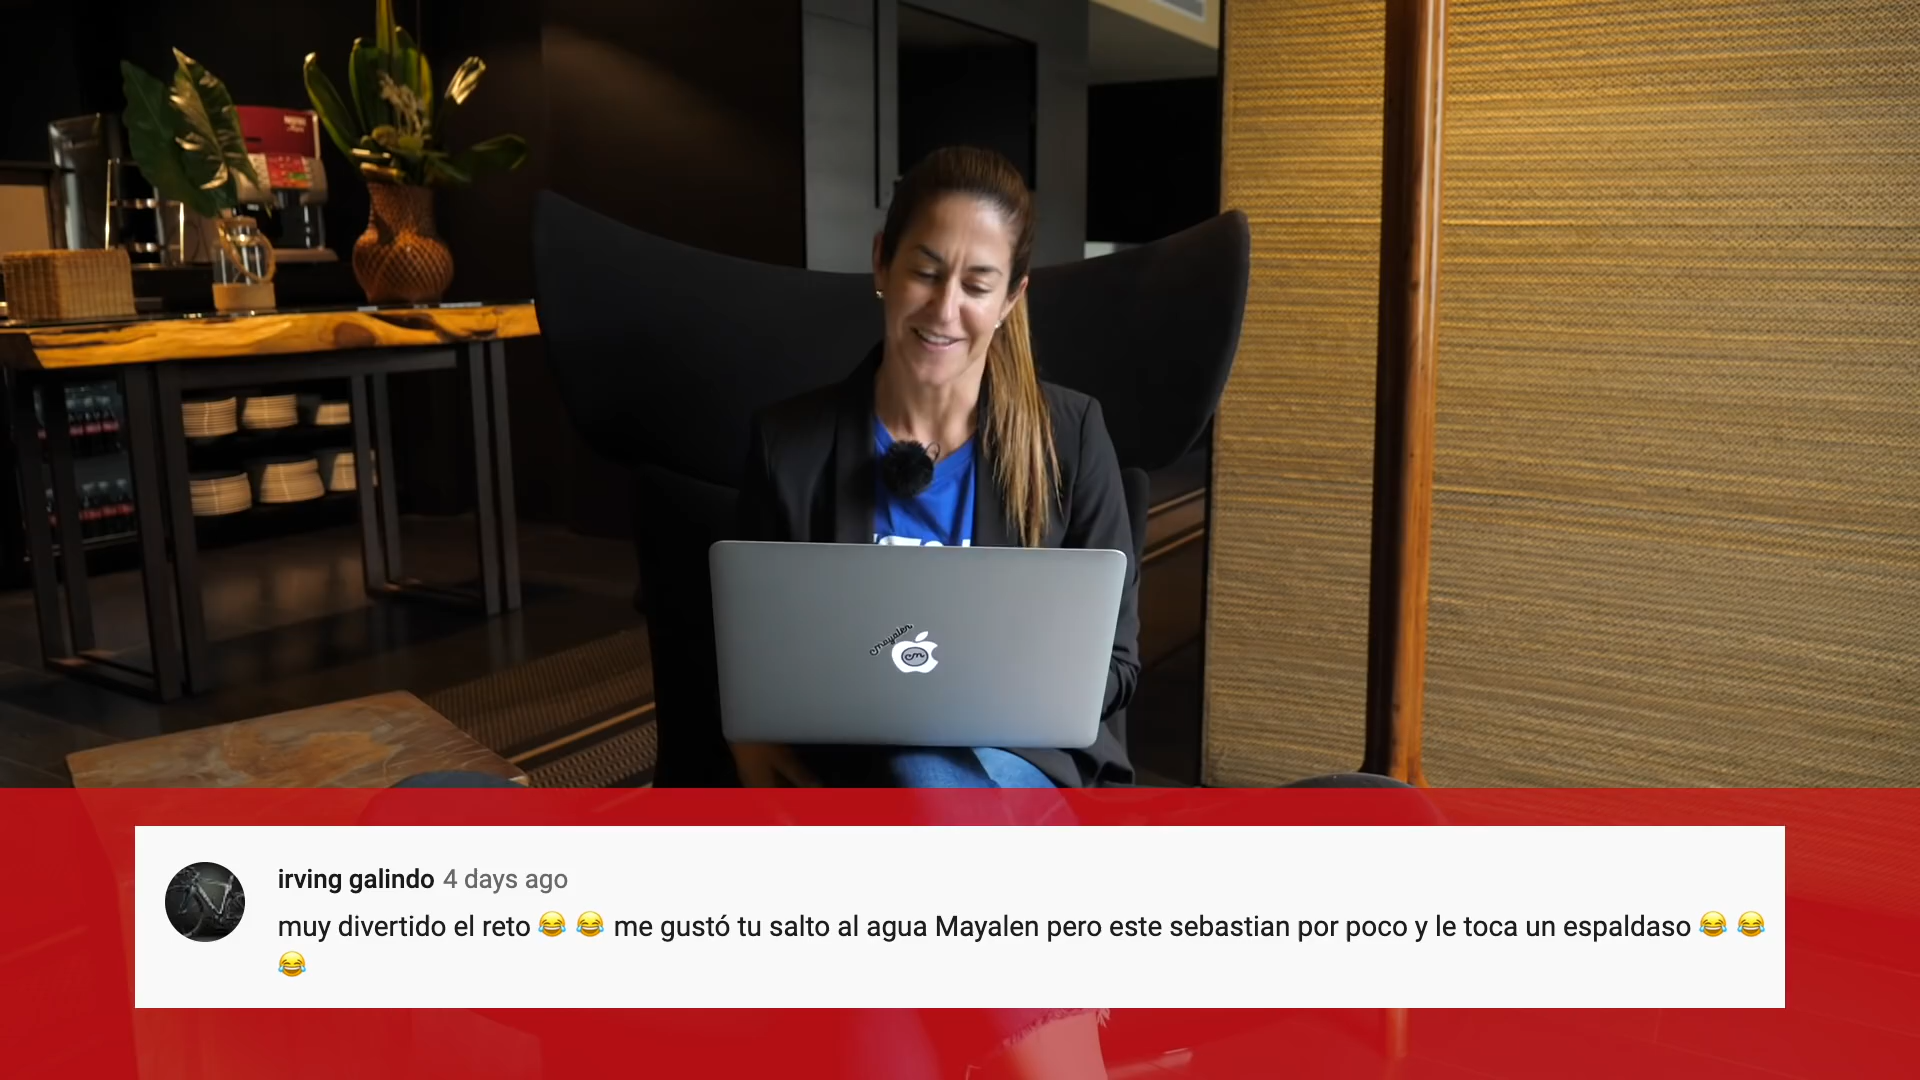 mayalen
irving galindo 4 days ago
muy divertido el reto 😂 😂 me gustó tu salto al agua Mayalen pero este sebastian por poco y le toca un espaldaso 😂 😂
😂